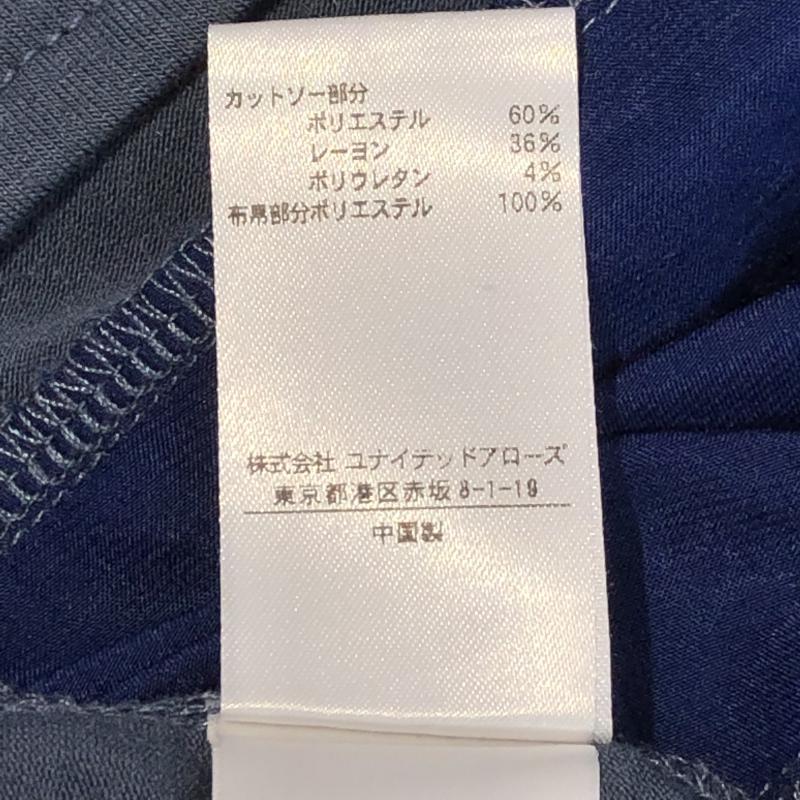 カットソー部分
ポリエステル 60%
レーヨン 36%
ポリウレタン 4%
布帛部分ポリエステル 100%
株式会社 ユナイテッドアローズ
東京都港区赤坂8-1-19
中国製